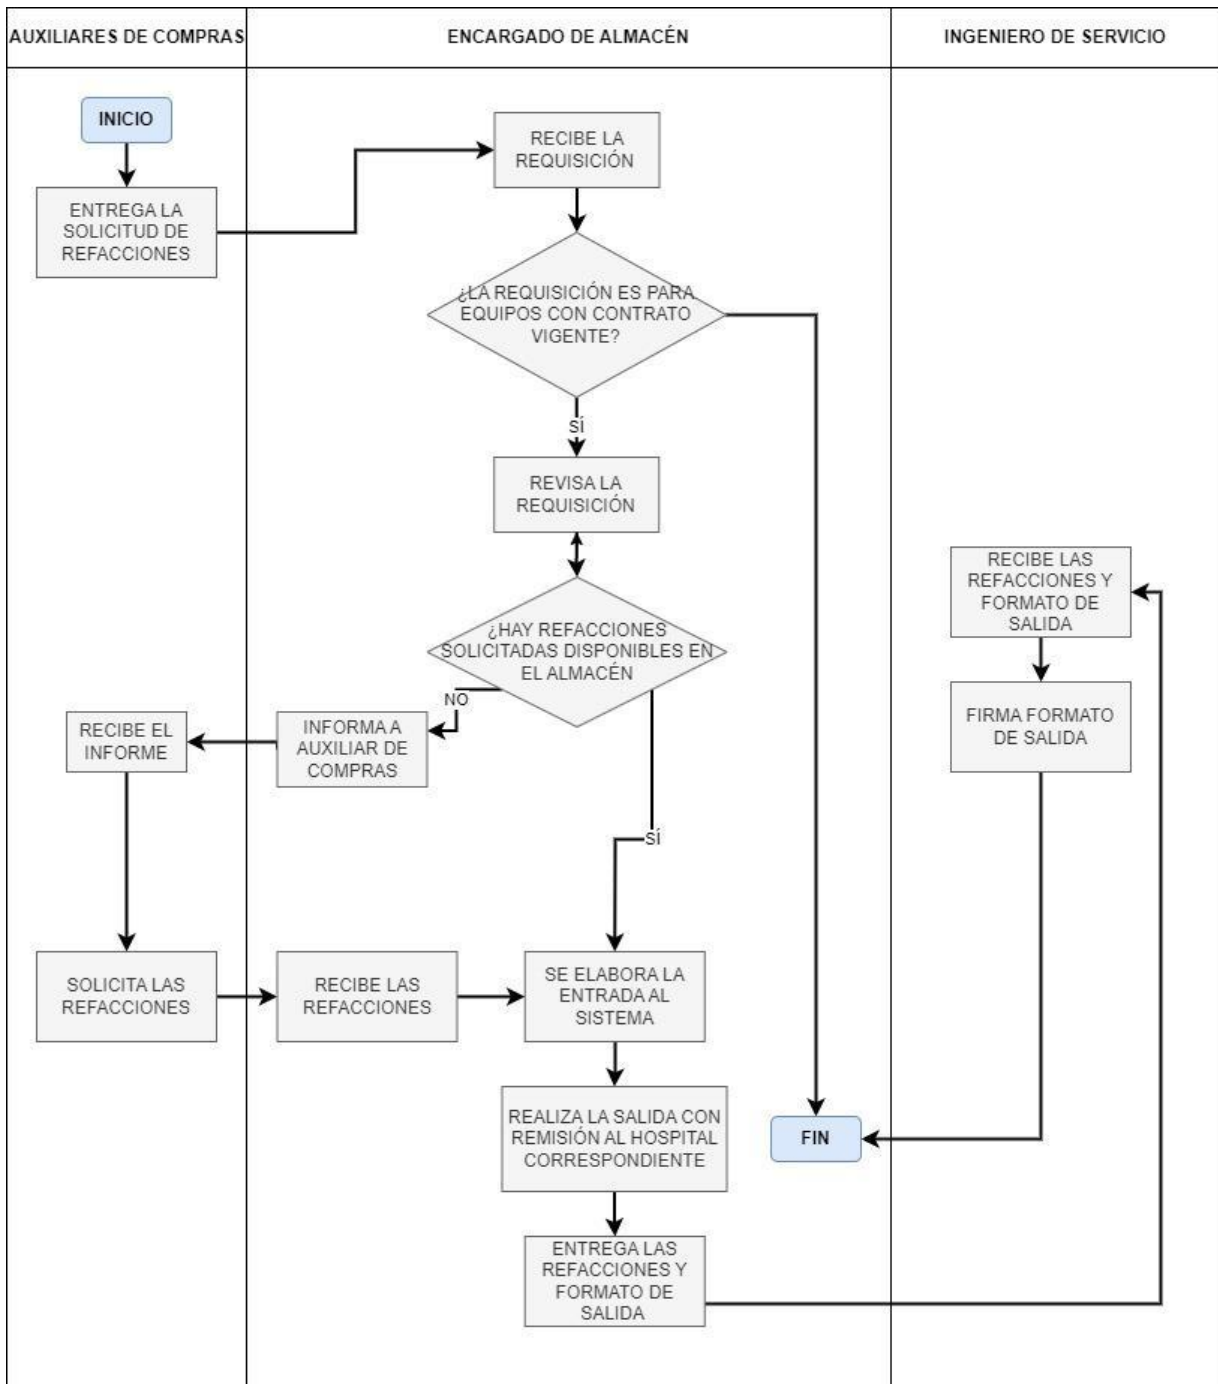 AUXILIARES DE COMPRAS
ENCARGADO DE ALMACÉN
INGENIERO DE SERVICIO
INICIO
ENTREGA LA
SOLICITUD DE
REFACCIONES
RECIBE LA
REQUISICIÓN
¿LA REQUISICIÓN ES PARA
EQUIPOS CON CONTRATO
VIGENTE?
SÍ
REVISA LA
REQUISICIÓN
¿HAY REFACCIONES
SOLICITADAS DISPONIBLES EN
EL ALMACÉN
NO
INFORMA A
AUXILIAR DE
COMPRAS
RECIBE EL
INFORME
SÍ
SOLICITA LAS
REFACCIONES
RECIBE LAS
REFACCIONES
SE ELABORA LA
ENTRADA AL
SISTEMA
REALIZA LA SALIDA CON
REMISIÓN AL HOSPITAL
CORRESPONDIENTE
ENTREGA LAS
REFACCIONES Y
FORMATO DE
SALIDA
RECIBE LAS
REFACCIONES Y
FORMATO DE
SALIDA
FIRMA FORMATO
DE SALIDA
FIN